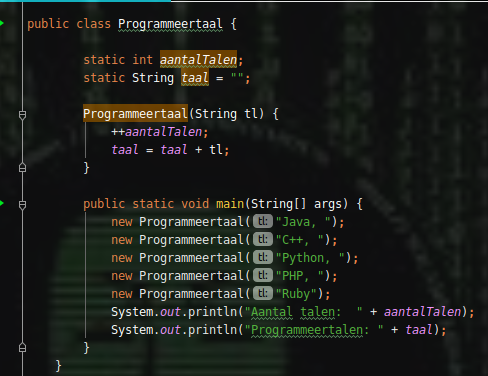 public class Programmeertaal {
static int aantalTalen;
static String taal = "";
Programmeertaal(String tl) {
++aantalTalen;
taal = taal + tl;
}
public static void main(String[] args) {
new Programmeertaal( tl: "Java, ");
new Programmeertaal( tl: "C++, ");
new Programmeertaal( tl: "Python, ");
new Programmeertaal( tl: "PHP, ");
new Programmeertaal( tl: "Ruby");
System.out.println("Aantal talen:  " + aantalTalen);
System.out.println("Programmeertalen: " + taal);
}
}